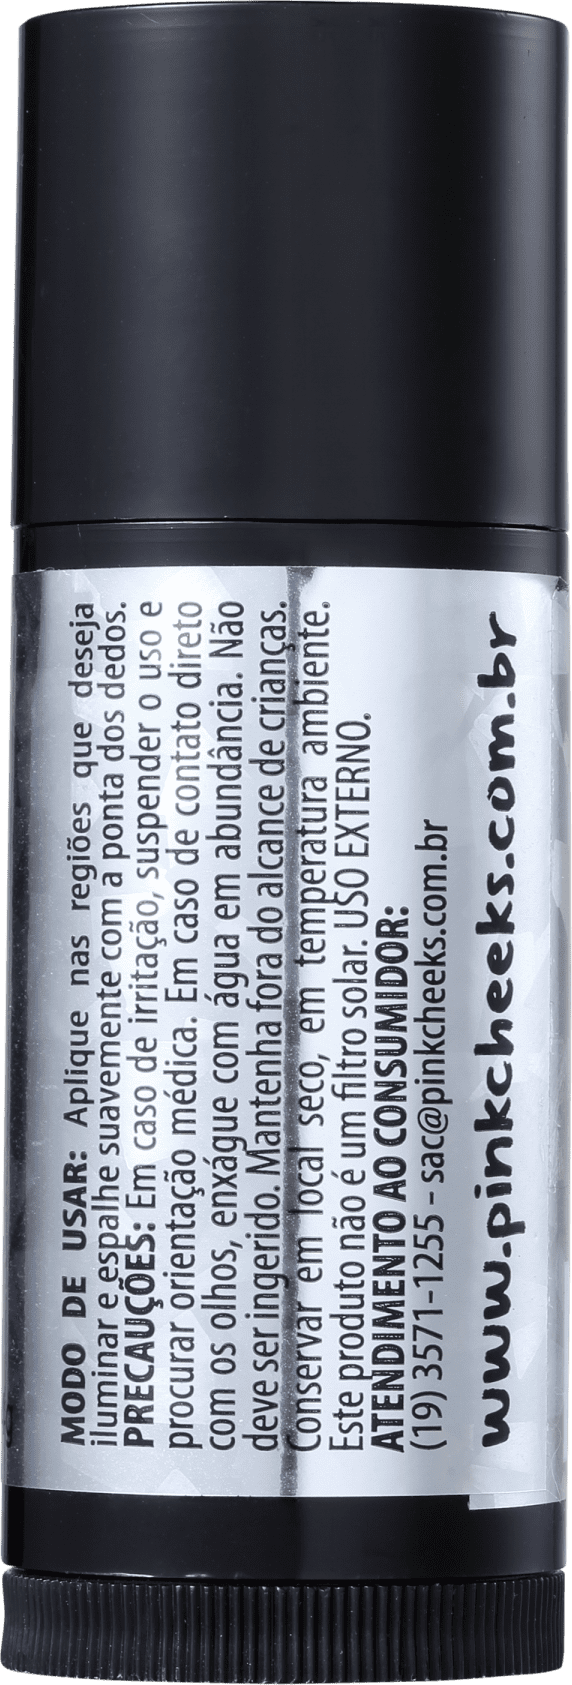 MODO DE USAR: Aplique nas regiões que deseja
iluminar e espalhe suavemente com a ponta dos dedos.
PRECAUÇÕES: Em caso de irritação, suspender o uso e
procurar orientação médica. Em caso de contato direto
com os olhos, enxágue com água em abundância. Não
deve ser ingerido. Mantenha fora do alcance de crianças.
Conservar em local seco, em temperatura ambiente.
Este produto não é um filtro solar. USO EXTERNO.
ATENDIMENTO AO CONSUMIDOR:
(19) 3571-1255 - sac@pinkcheeks.com.br
www.pinkcheeks.com.br